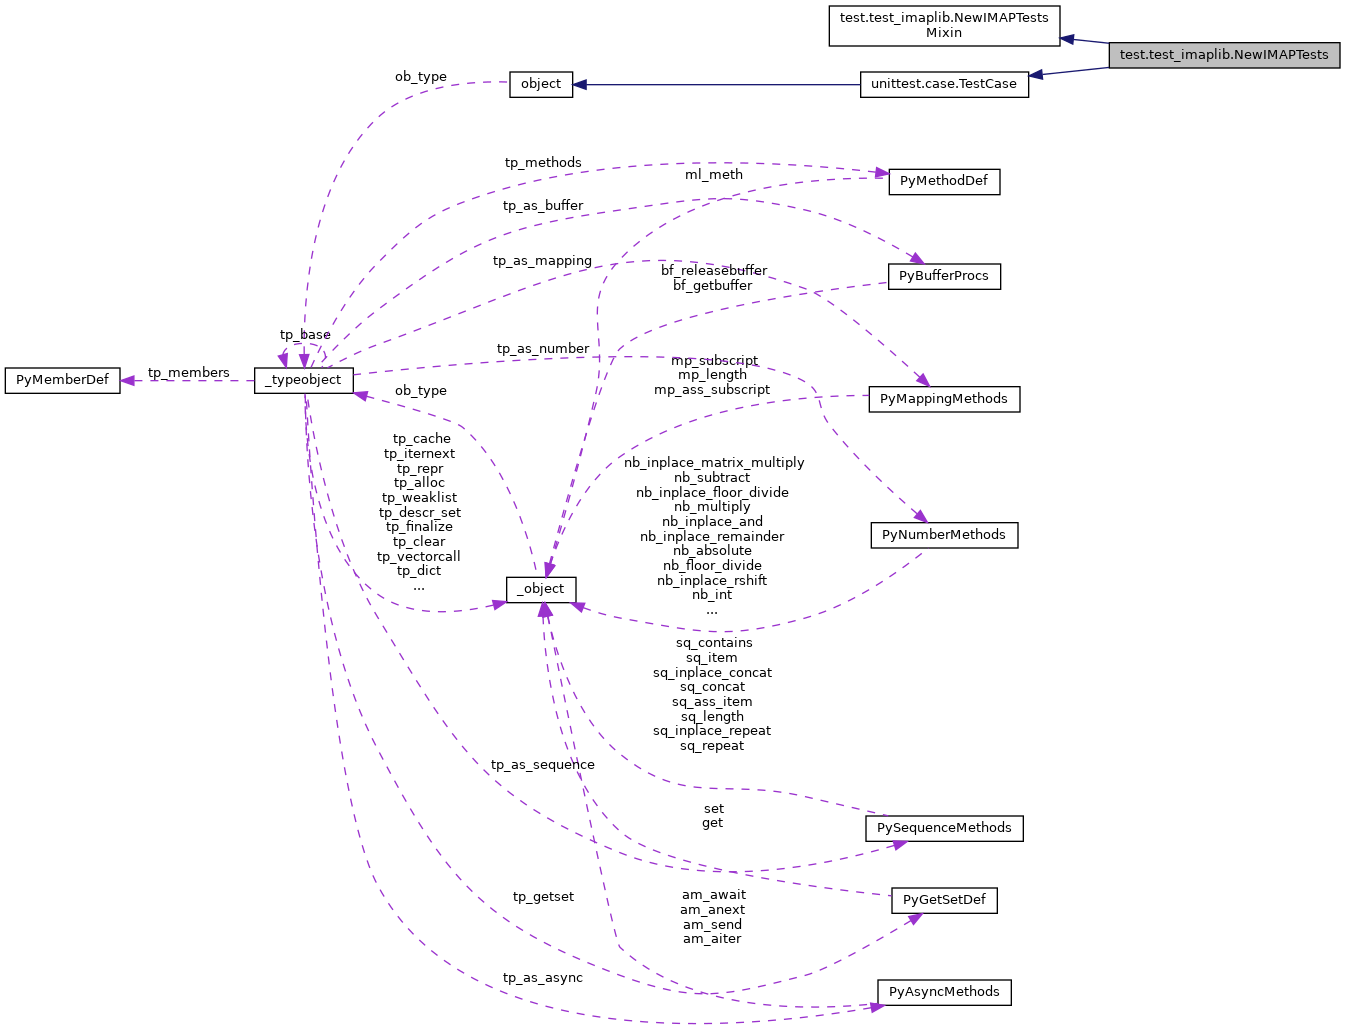 test.test_imaplib.NewIMAPTests
Mixin
test.test_imaplib.NewIMAPTests
ob_type
object
unittest.case.TestCase
tp_methods
ml_meth
PyMethodDef
tp_as_buffer
tp_as_mapping
bf_releasebuffer
bf_getbuffer
PyBufferProcs
tp_base
tp_as_number
mp_subscript
mp_length
mp_ass_subscript
PyMemberDef
tp_members
_typeobject
ob_type
PyMappingMethods
tp_cache
tp_iternext
tp_repr
tp_alloc
tp_weaklist
tp_descr_set
tp_finalize
tp_clear
tp_vectorcall
tp_dict
...
nb_inplace_matrix_multiply
nb_subtract
nb_inplace_floor_divide
nb_multiply
nb_inplace_and
nb_inplace_remainder
nb_absolute
nb_floor_divide
nb_inplace_rshift
nb_int
...
PyNumberMethods
_object
sq_contains
sq_item
sq_inplace_concat
sq_concat
sq_ass_item
sq_length
sq_inplace_repeat
sq_repeat
tp_as_sequence
set
get
PySequenceMethods
tp_getset
am_await
am_anext
am_send
am_aiter
PyGetSetDef
tp_as_async
PyAsyncMethods